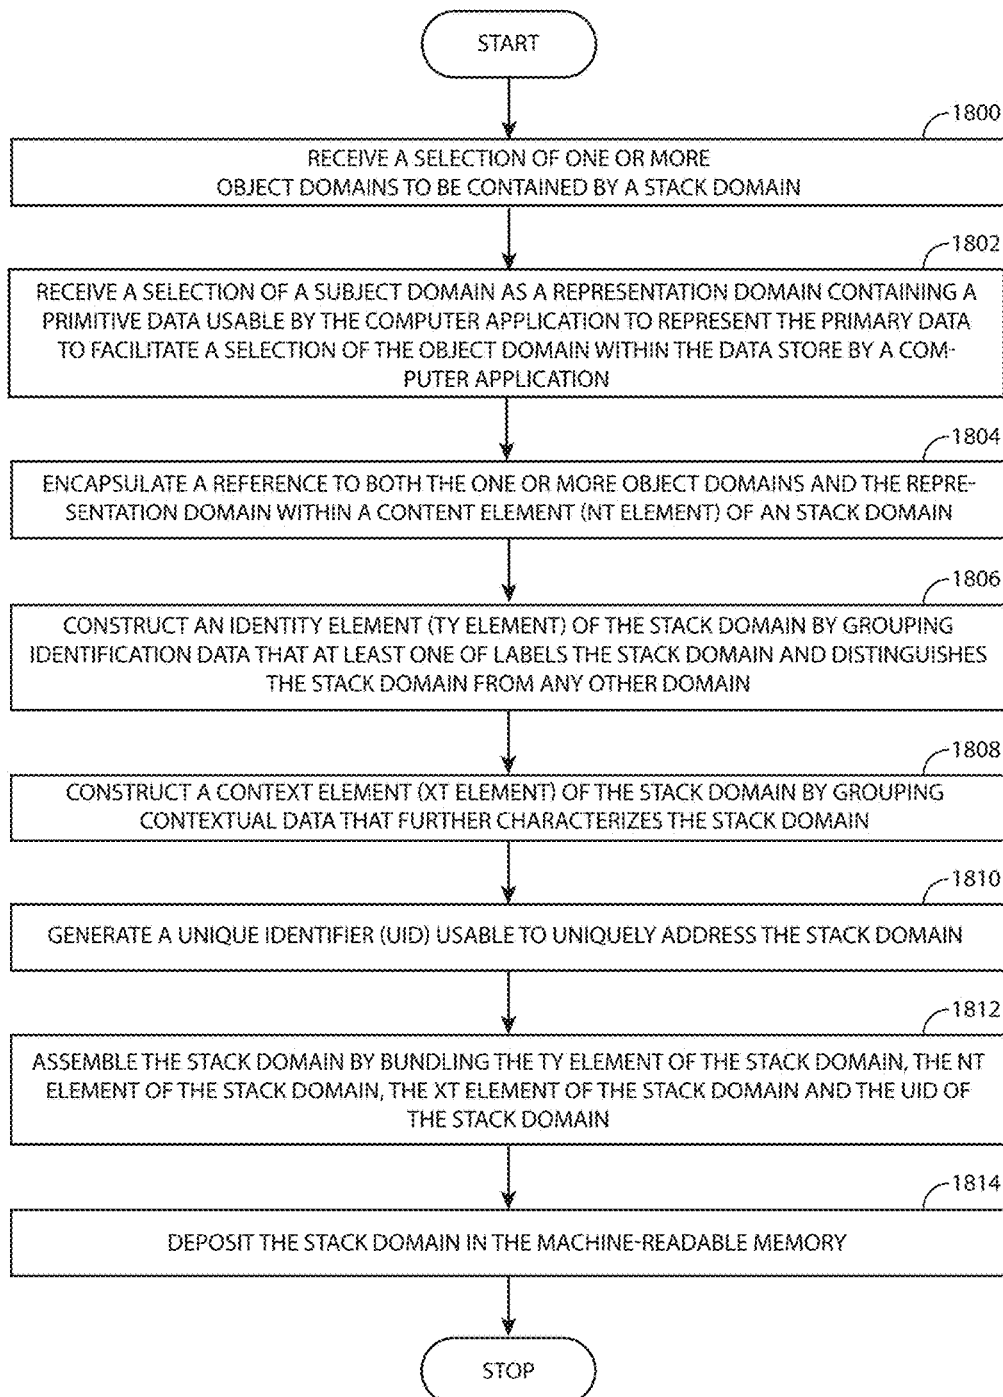 START
1800
RECEIVE A SELECTION OF ONE OR MORE
OBJECT DOMAINS TO BE CONTAINED BY A STACK DOMAIN
1802
RECEIVE A SELECTION OF A SUBJECT DOMAIN AS A REPRESENTATION DOMAIN CONTAINING A
PRIMITIVE DATA USABLE BY THE COMPUTER APPLICATION TO REPRESENT THE PRIMARY DATA
TO FACILITATE A SELECTION OF THE OBJECT DOMAIN WITHIN THE DATA STORE BY A COM-
PUTER APPLICATION
1804
ENCAPSULATE A REFERENCE TO BOTH THE ONE OR MORE OBJECT DOMAINS AND THE REPRE-
SENTATION DOMAIN WITHIN A CONTENT ELEMENT (NT ELEMENT) OF AN STACK DOMAIN
1806
CONSTRUCT AN IDENTITY ELEMENT (TY ELEMENT) OF THE STACK DOMAIN BY GROUPING
IDENTIFICATION DATA THAT AT LEAST ONE OF LABELS THE STACK DOMAIN AND DISTINGUISHES
THE STACK DOMAIN FROM ANY OTHER DOMAIN
1808
CONSTRUCT A CONTEXT ELEMENT (XT ELEMENT) OF THE STACK DOMAIN BY GROUPING
CONTEXTUAL DATA THAT FURTHER CHARACTERIZES THE STACK DOMAIN
1810
GENERATE A UNIQUE IDENTIFIER (UID) USABLE TO UNIQUELY ADDRESS THE STACK DOMAIN
1812
ASSEMBLE THE STACK DOMAIN BY BUNDLING THE TY ELEMENT OF THE STACK DOMAIN, THE NT
ELEMENT OF THE STACK DOMAIN, THE XT ELEMENT OF THE STACK DOMAIN AND THE UID OF
THE STACK DOMAIN
1814
DEPOSIT THE STACK DOMAIN IN THE MACHINE-READABLE MEMORY
STOP